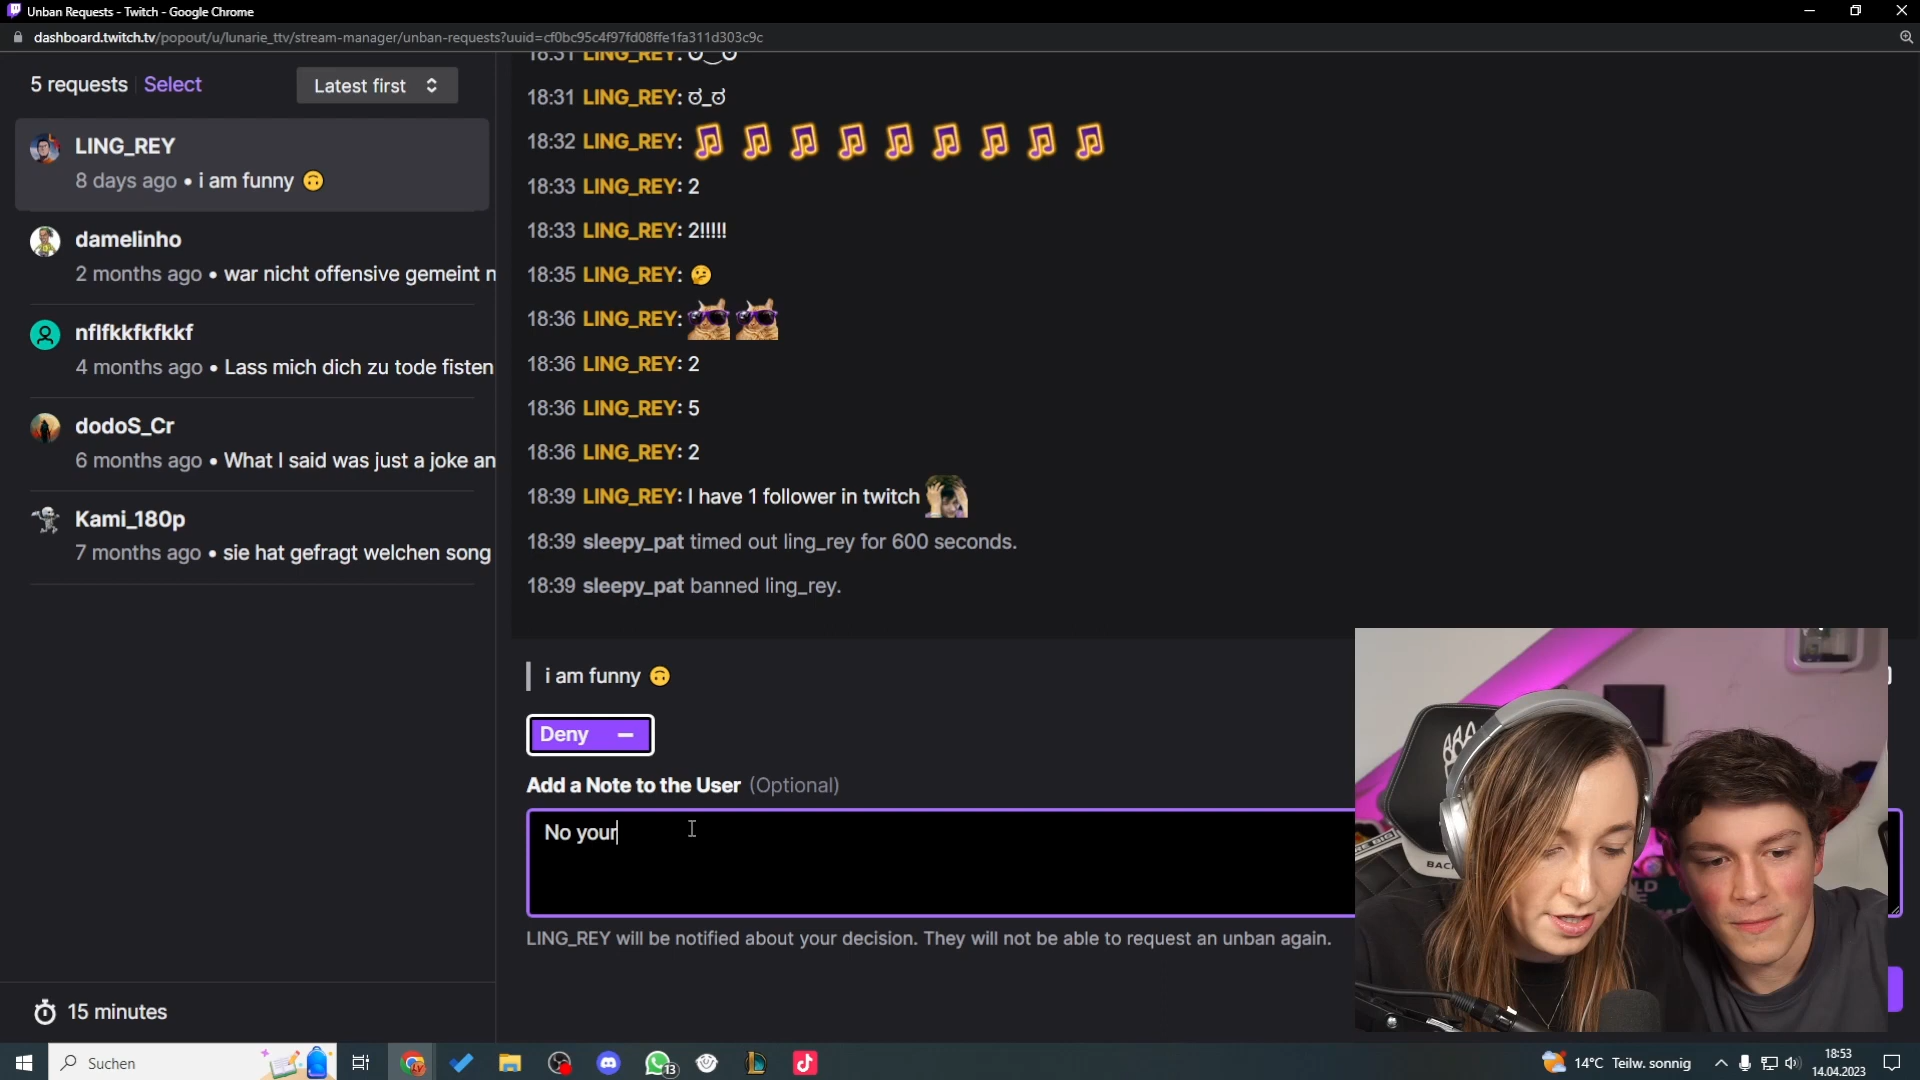 Unban Requests - Twitch - Google Chrome
dashboard.twitch.tv/popout/u/lunarie_ttv/stream-manager/unban-requests?uuid=cf0bc95c4f97fd08ffe1fa311d303c9c
5 requests Select Latest first
LING_REY
8 days ago • i am funny 🙃
damelinho
2 months ago • war nicht offensive gemeint n
nflfkkfkfkkf
4 months ago • Lass mich dich zu tode fisten
dodoS_Cr
6 months ago • What I said was just a joke an
Kami_180p
7 months ago • sie hat gefragt welchen song
15 minutes
18:31 LING_REY: ʘ‿ʘ
18:31 LING_REY: ಠ_ಠ
18:32 LING_REY:
18:33 LING_REY: 2
18:33 LING_REY: 2!!!!!
18:35 LING_REY: 🤔
18:36 LING_REY:
18:36 LING_REY: 2
18:36 LING_REY: 5
18:36 LING_REY: 2
18:39 LING_REY: I have 1 follower in twitch
18:39 sleepy_pat timed out ling_rey for 600 seconds.
18:39 sleepy_pat banned ling_rey.
i am funny 🙃
Deny –
Add a Note to the User (Optional)
No your
LING_REY will be notified about your decision. They will not be able to request an unban again.
Suchen
13
14°C Teilw. sonnig
18:53
14.04.2023